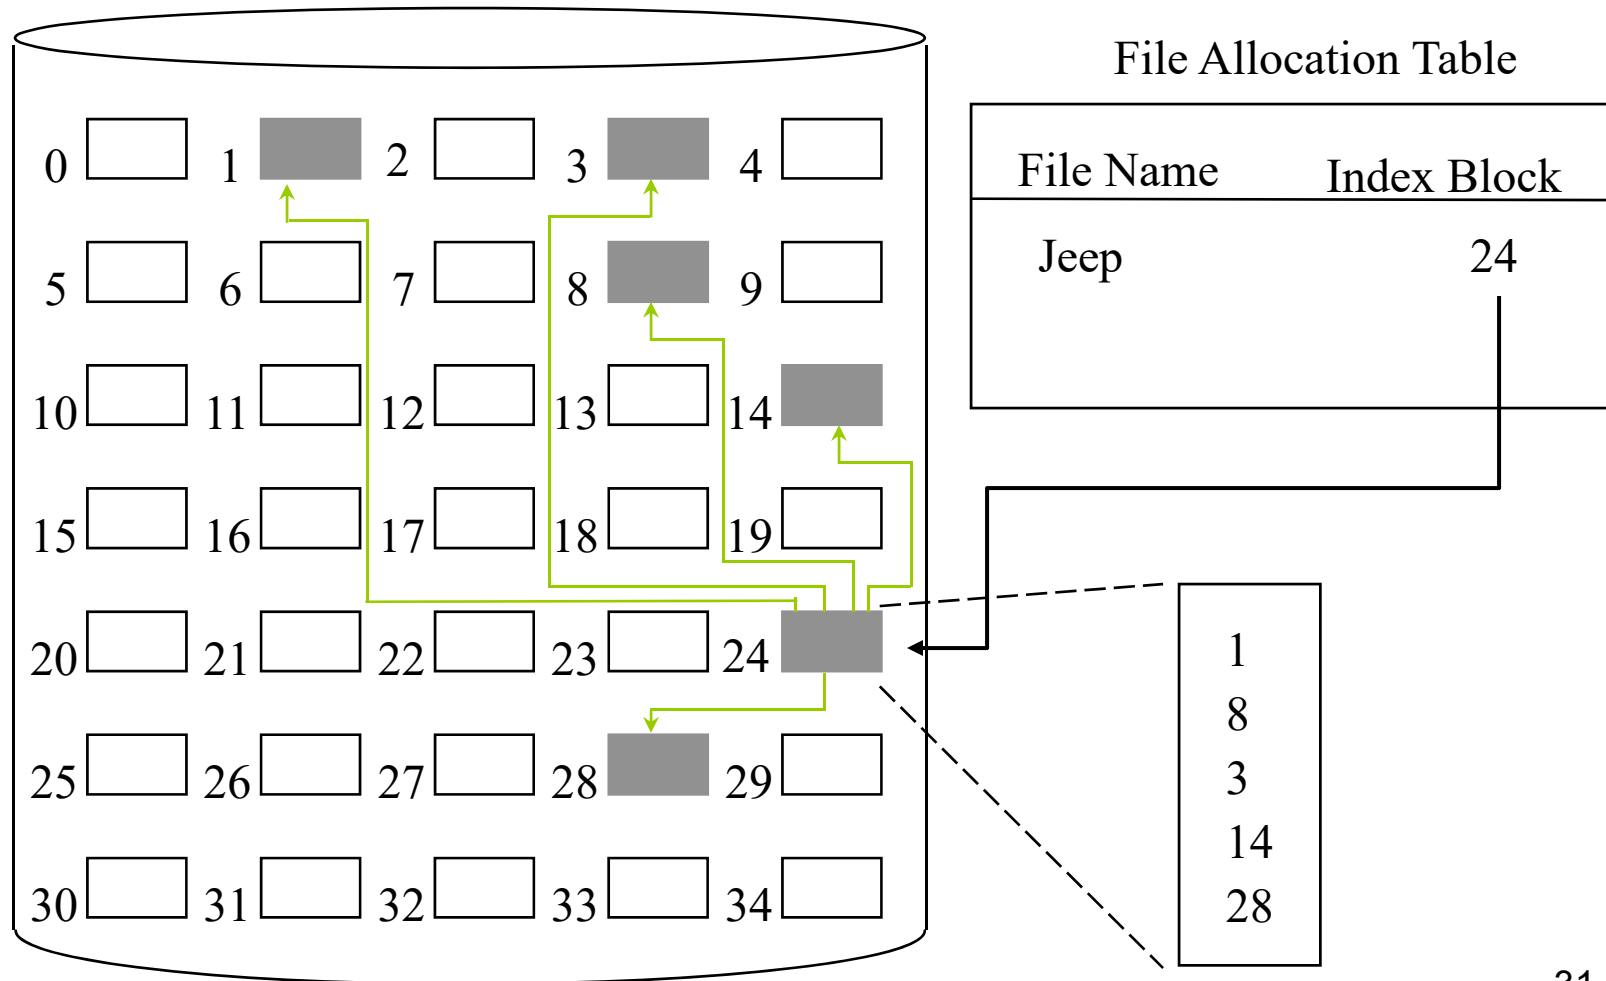 File Allocation Table
File Name Index Block
Jeep 24
0 1 2 3 4
5 6 7 8 9
10 11 12 13 14
15 16 17 18 19
20 21 22 23 24
25 26 27 28 29
30 31 32 33 34
1
8
3
14
28
31